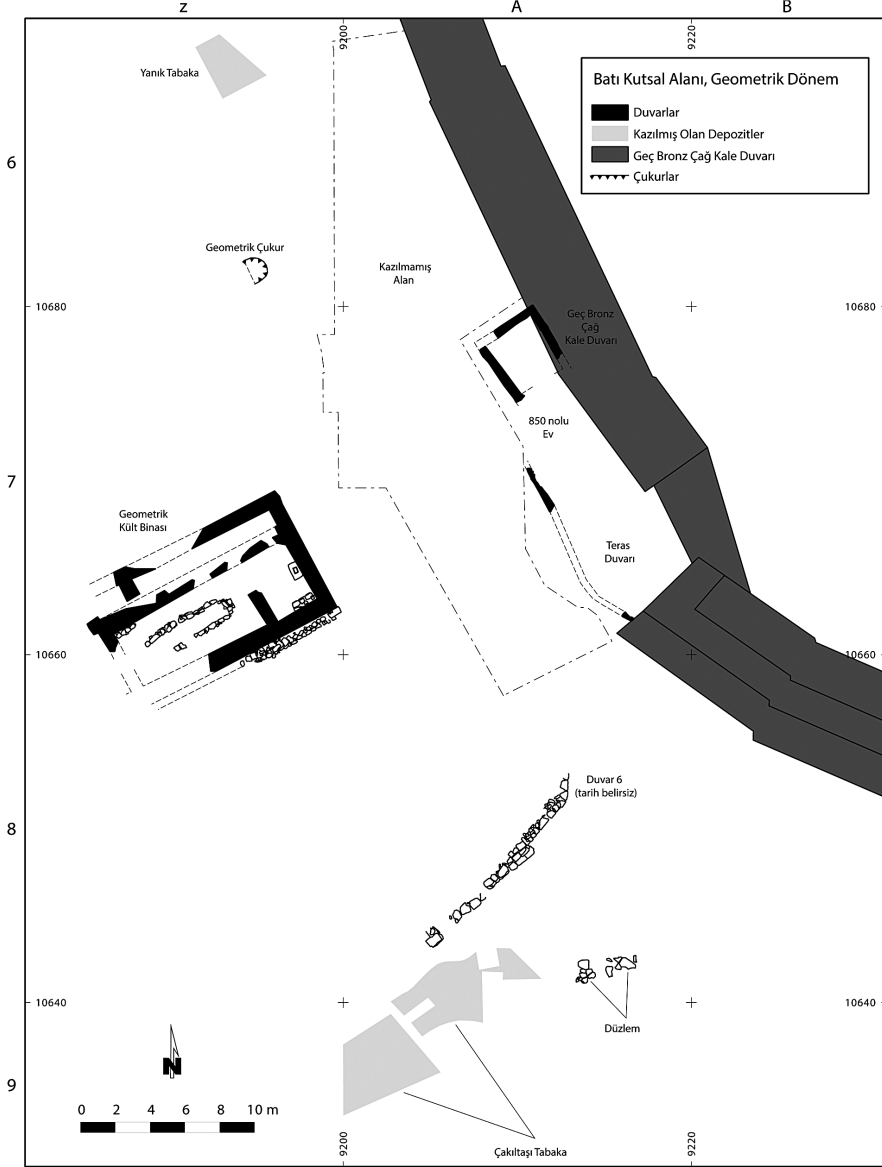 z A B
9200 9220
Yanık Tabaka
Batı Kutsal Alanı, Geometrik Dönem
Duvarlar
Kazılmış Olan Depozitler
Geç Bronz Çağ Kale Duvarı
Çukurlar
6
Geometrik Çukur
Kazılmamış
Alan
10680 10680
Geç Bronz
Çağ
Kale Duvarı
850 nolu
Ev
7
Geometrik
Kült Binası
Teras
Duvarı
10660 10660
Duvar 6
(tarih belirsiz)
8
10640 10640
Düzlem
N
9
0 2 4 6 8 10 m
9200 9220
Çakıltaşı Tabaka